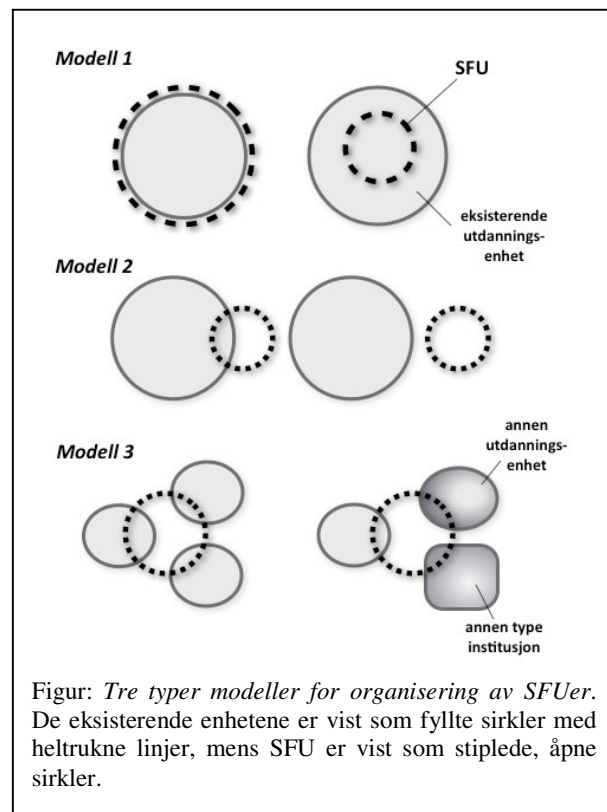 Modell 1
SFU
eksisterende
utdannings-
enhet
Modell 2
Modell 3
annen
utdannings-
enhet
annen type
institusjon
Figur: Tre typer modeller for organisering av SFUer.
De eksisterende enhetene er vist som fyllte sirkler med
heltrukne linjer, mens SFU er vist som stiplede, åpne
sirkler.